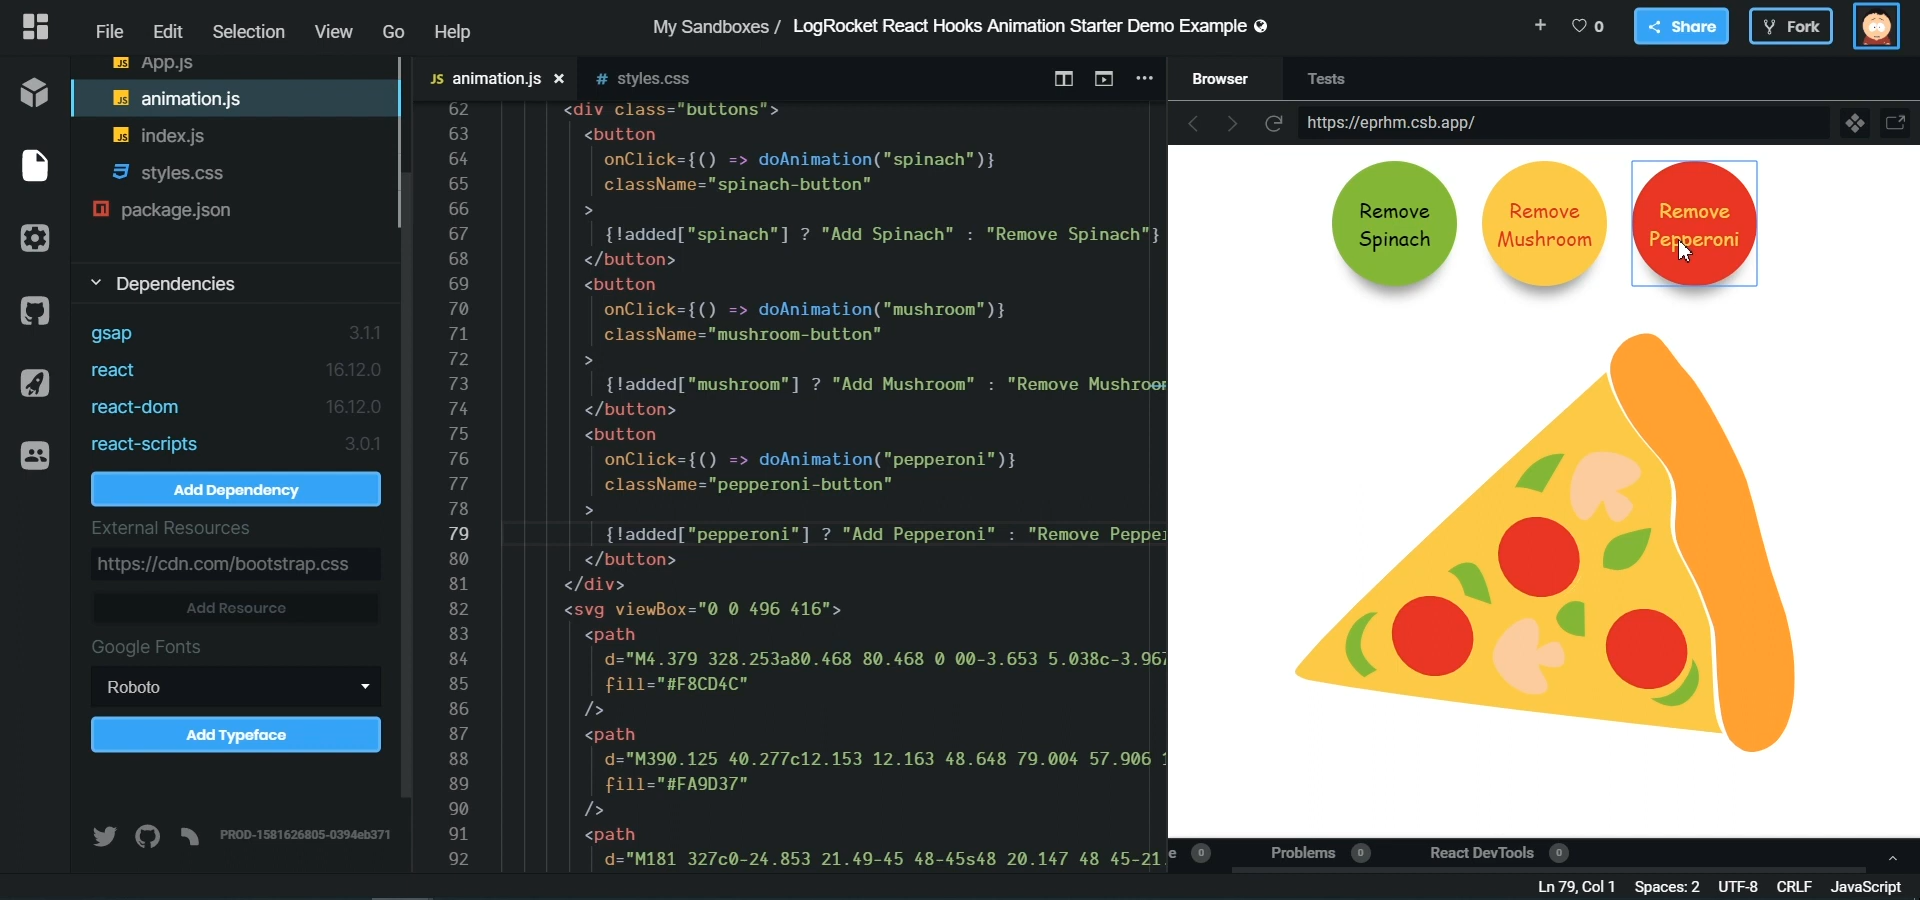 File Edit Selection View Go Help
My Sandboxes / LogRocket React Hooks Animation Starter Demo Example
+ 0 Share Fork
App.js
animation.js
index.js
styles.css
package.json
Dependencies
gsap 3.1.1
react 16.12.0
react-dom 16.12.0
react-scripts 3.0.1
Add Dependency
External Resources
https://cdn.com/bootstrap.css
Add Resource
Google Fonts
Roboto
Add Typeface
PROD-1581626805-0394eb371
JS animation.js × # styles.css
62 <div class="buttons">
63 <button
64 onClick={() => doAnimation("spinach")}
65 className="spinach-button"
66 >
67 {!added["spinach"] ? "Add Spinach" : "Remove Spinach"}
68 </button>
69 <button
70 onClick={() => doAnimation("mushroom")}
71 className="mushroom-button"
72 >
73 {!added["mushroom"] ? "Add Mushroom" : "Remove Mushroom
74 </button>
75 <button
76 onClick={() => doAnimation("pepperoni")}
77 className="pepperoni-button"
78 >
79 {!added["pepperoni"] ? "Add Pepperoni" : "Remove Pepper
80 </button>
81 </div>
82 <svg viewBox="0 0 496 416">
83 <path
84 d="M4.379 328.253a80.468 80.468 0 00-3.653 5.038c-3.967
85 fill="#F8CD4C"
86 />
87 <path
88 d="M390.125 40.277c12.153 12.163 48.648 79.004 57.906 1
89 fill="#FA9D37"
90 />
91 <path
92 d="M181 327c0-24.853 21.49-45 48-45s48 20.147 48 45-21.
Browser Tests
https://eprhm.csb.app/
Remove Spinach
Remove Mushroom
Remove Pepperoni
e 0 Problems 0 React DevTools 0
Ln 79, Col 1 Spaces: 2 UTF-8 CRLF JavaScript